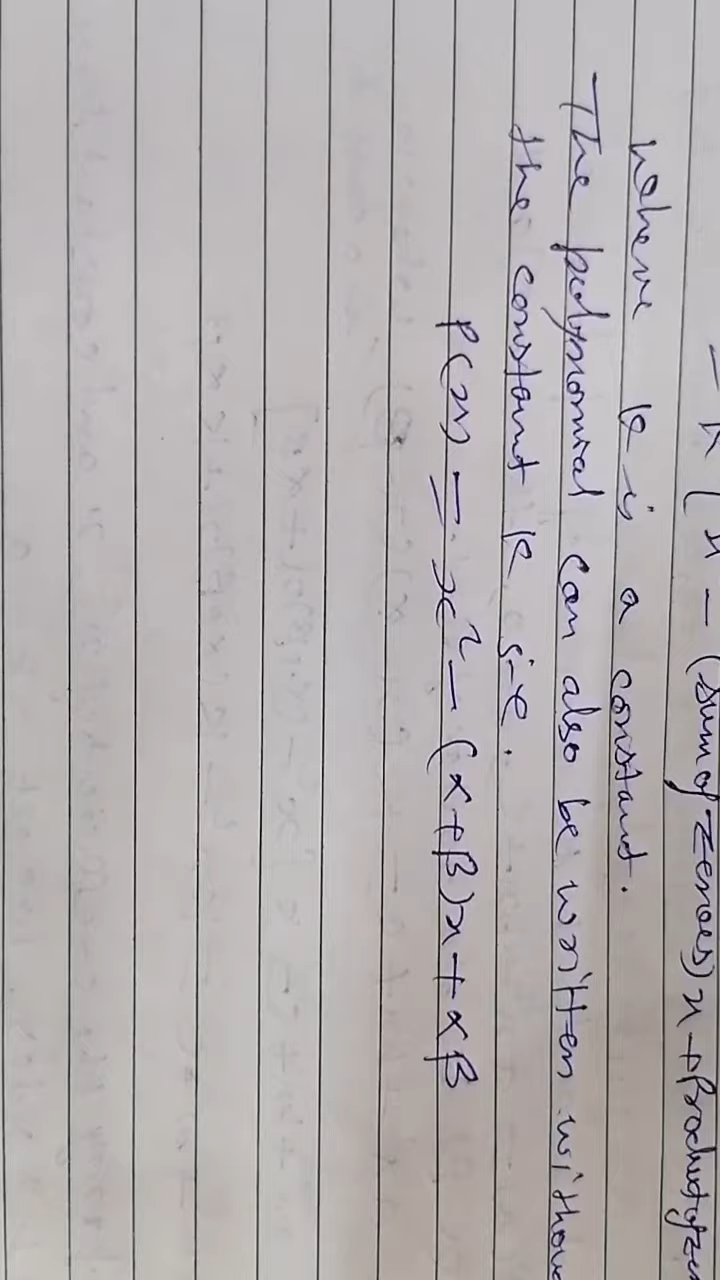 = k [x - (sum of zeroes)x + Product of ze
where k is a constant.
The polynomial can also be written withou
the constant k, i.e.
P(x) = x² - (α+β)x + αβ